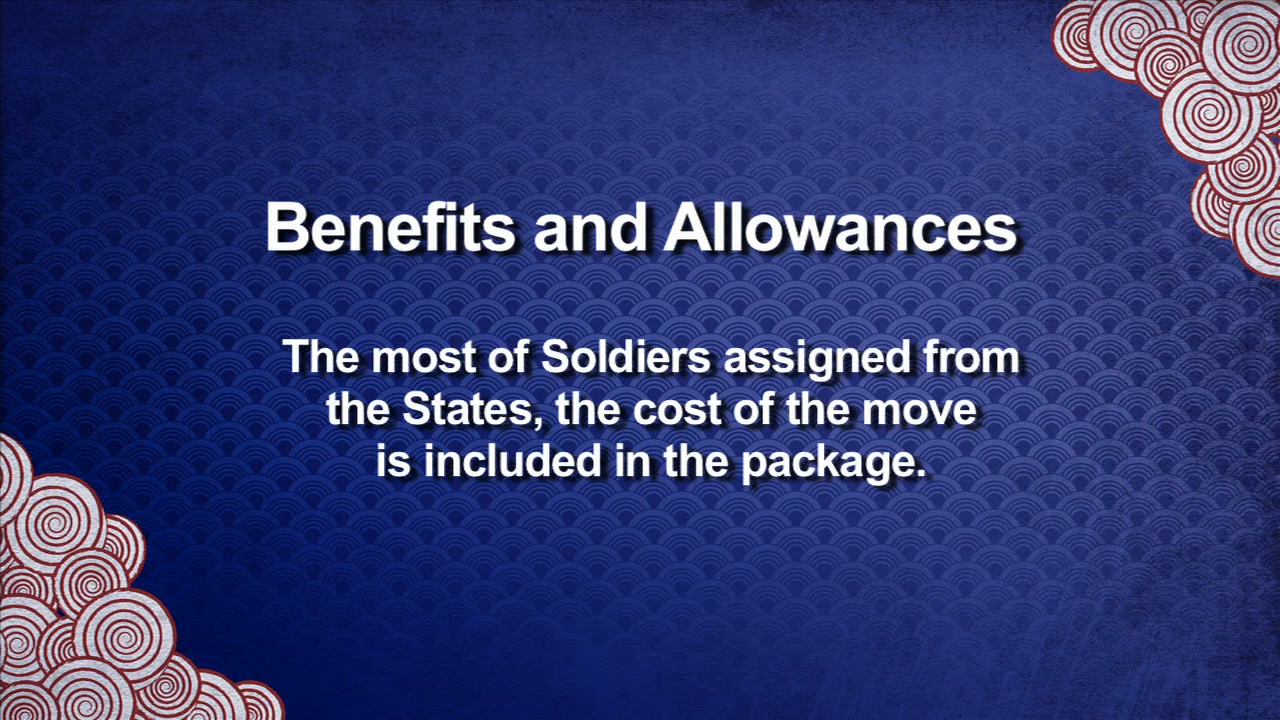 Benefits and Allowances
The most of Soldiers assigned from
the States, the cost of the move
is included in the package.